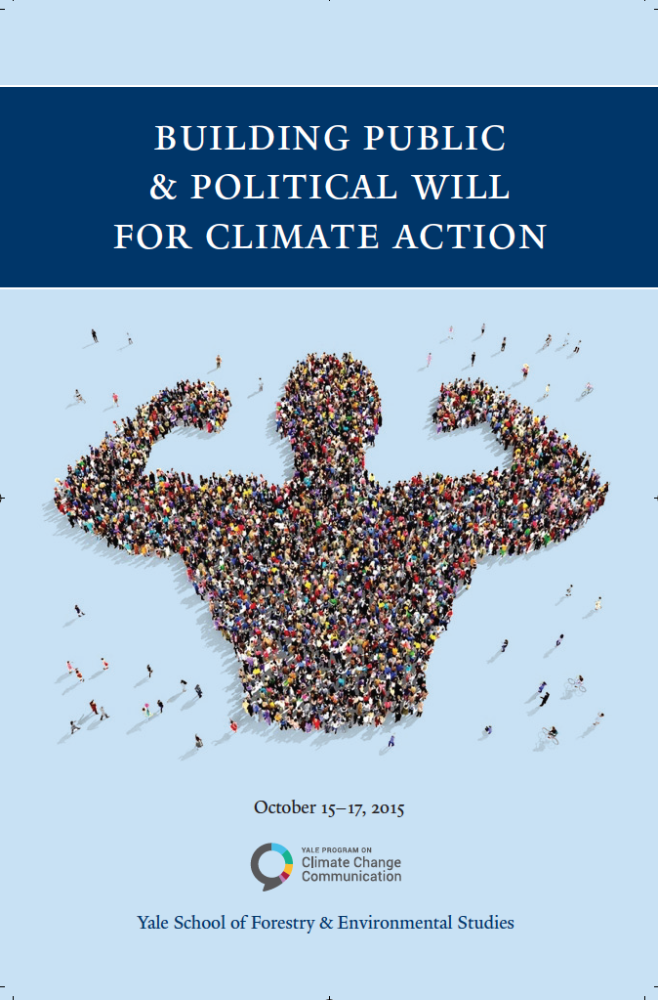 BUILDING PUBLIC
& POLITICAL WILL
FOR CLIMATE ACTION
October 15–17, 2015
YALE PROGRAM ON
Climate Change
Communication
Yale School of Forestry & Environmental Studies